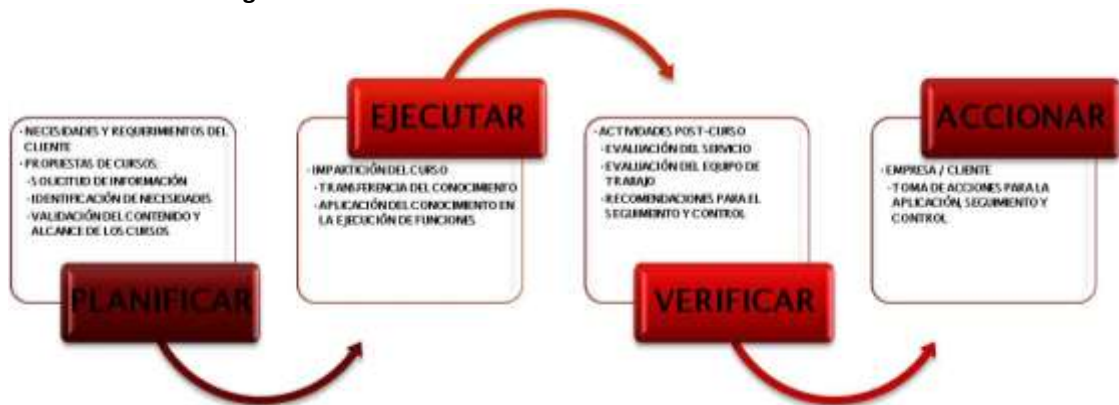 PLANIFICAR
· NECESIDADES Y REQUERIMIENTOS DEL
CLIENTE
· PROPUESTAS DE CURSOS:
- SOLICITUD DE INFORMACIÓN
- IDENTIFICACIÓN DE NECESIDADES
- VALIDACIÓN DEL CONTENIDO Y
ALCANCE DE LOS CURSOS
EJECUTAR
· IMPARTICIÓN DEL CURSO
- TRANSFERENCIA DEL CONOCIMIENTO
- APLICACIÓN DEL CONOCIMIENTO EN
LA EJECUCIÓN DE FUNCIONES
VERIFICAR
· ACTIVIDADES POST-CURSO
- EVALUACIÓN DEL SERVICIO
- EVALUACIÓN DEL EQUIPO DE
TRABAJO
- RECOMENDACIONES PARA EL
SEGUIMIENTO Y CONTROL
ACCIONAR
· EMPRESA / CLIENTE
- TOMA DE ACCIONES PARA LA
APLICACIÓN, SEGUIMIENTO Y
CONTROL